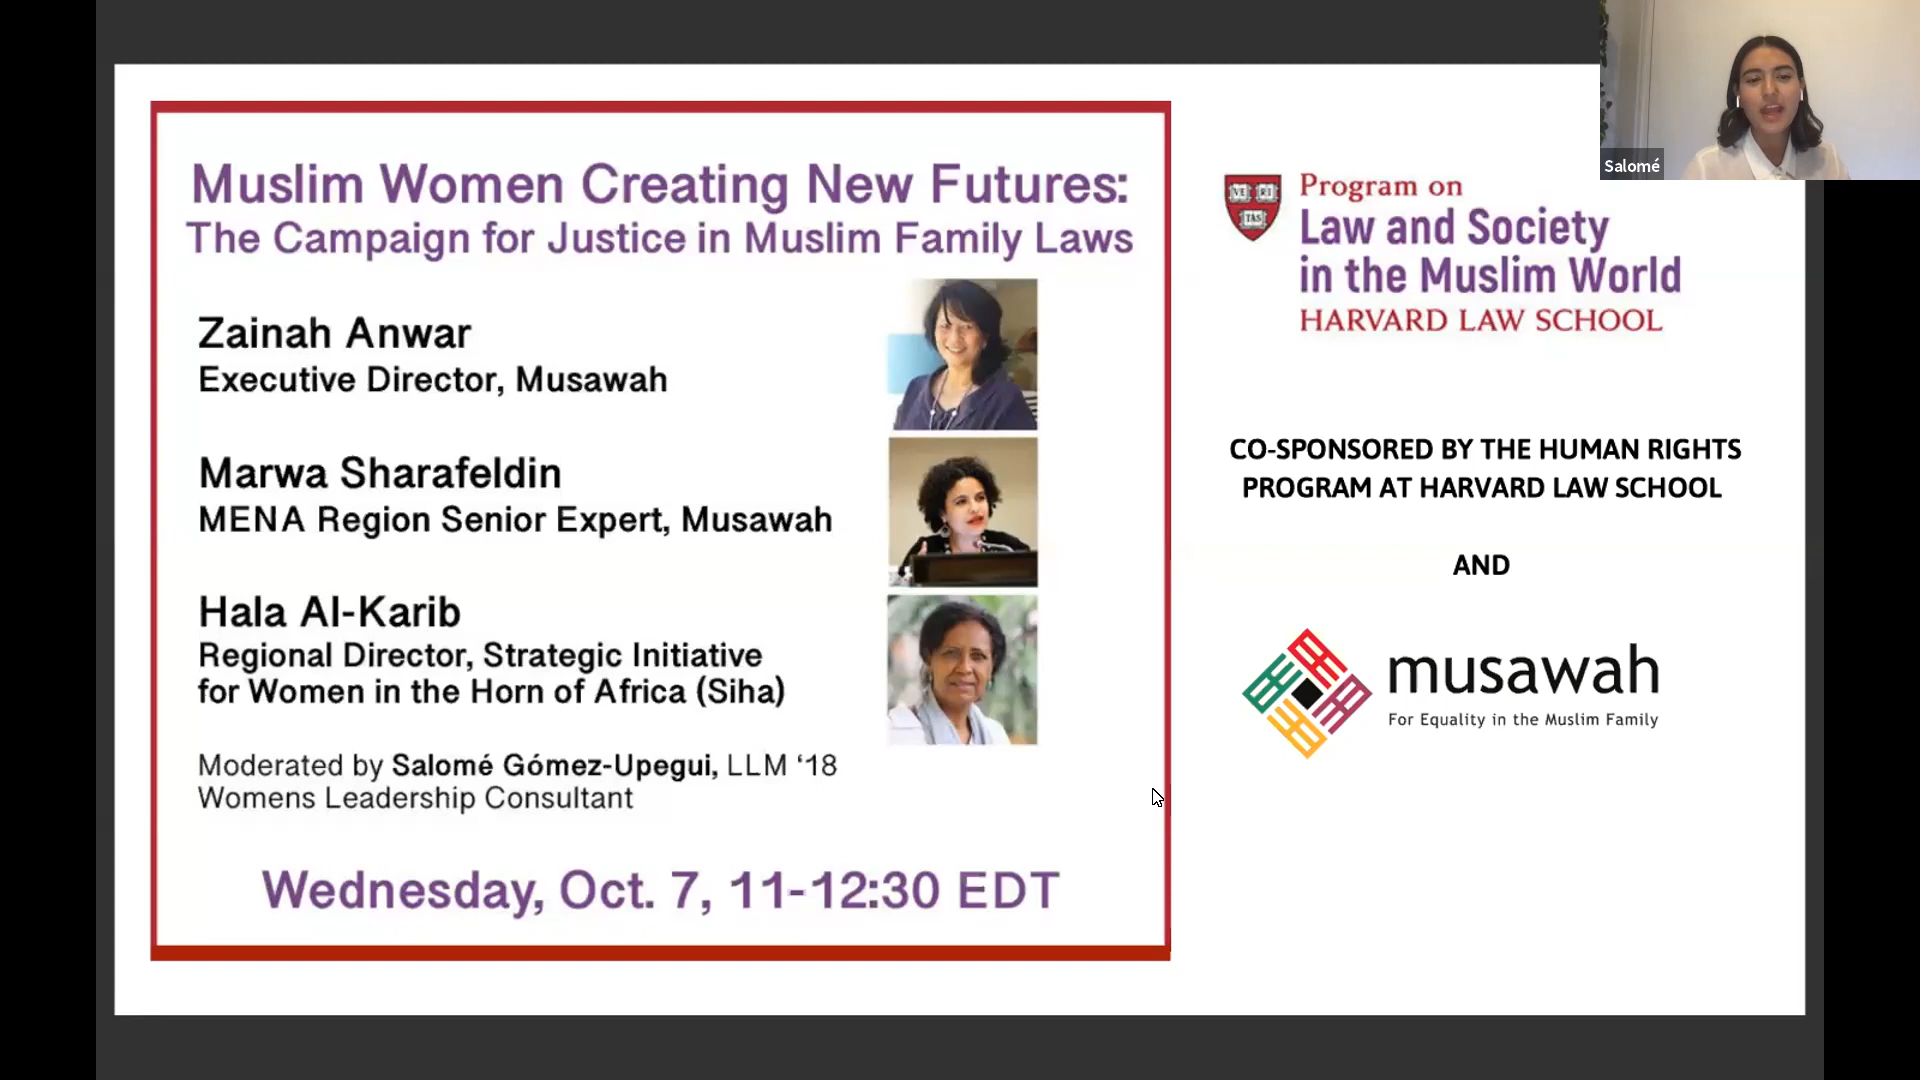 Muslim Women Creating New Futures:
The Campaign for Justice in Muslim Family Laws
Zainah Anwar
Executive Director, Musawah
Marwa Sharafeldin
MENA Region Senior Expert, Musawah
Hala Al-Karib
Regional Director, Strategic Initiative
for Women in the Horn of Africa (Siha)
Moderated by Salomé Gómez-Upegui, LLM ‘18
Womens Leadership Consultant
Wednesday, Oct. 7, 11-12:30 EDT
Salomé
VE RI
TAS
Program on
Law and Society
in the Muslim World
HARVARD LAW SCHOOL
CO-SPONSORED BY THE HUMAN RIGHTS
PROGRAM AT HARVARD LAW SCHOOL
AND
musawah
For Equality in the Muslim Family